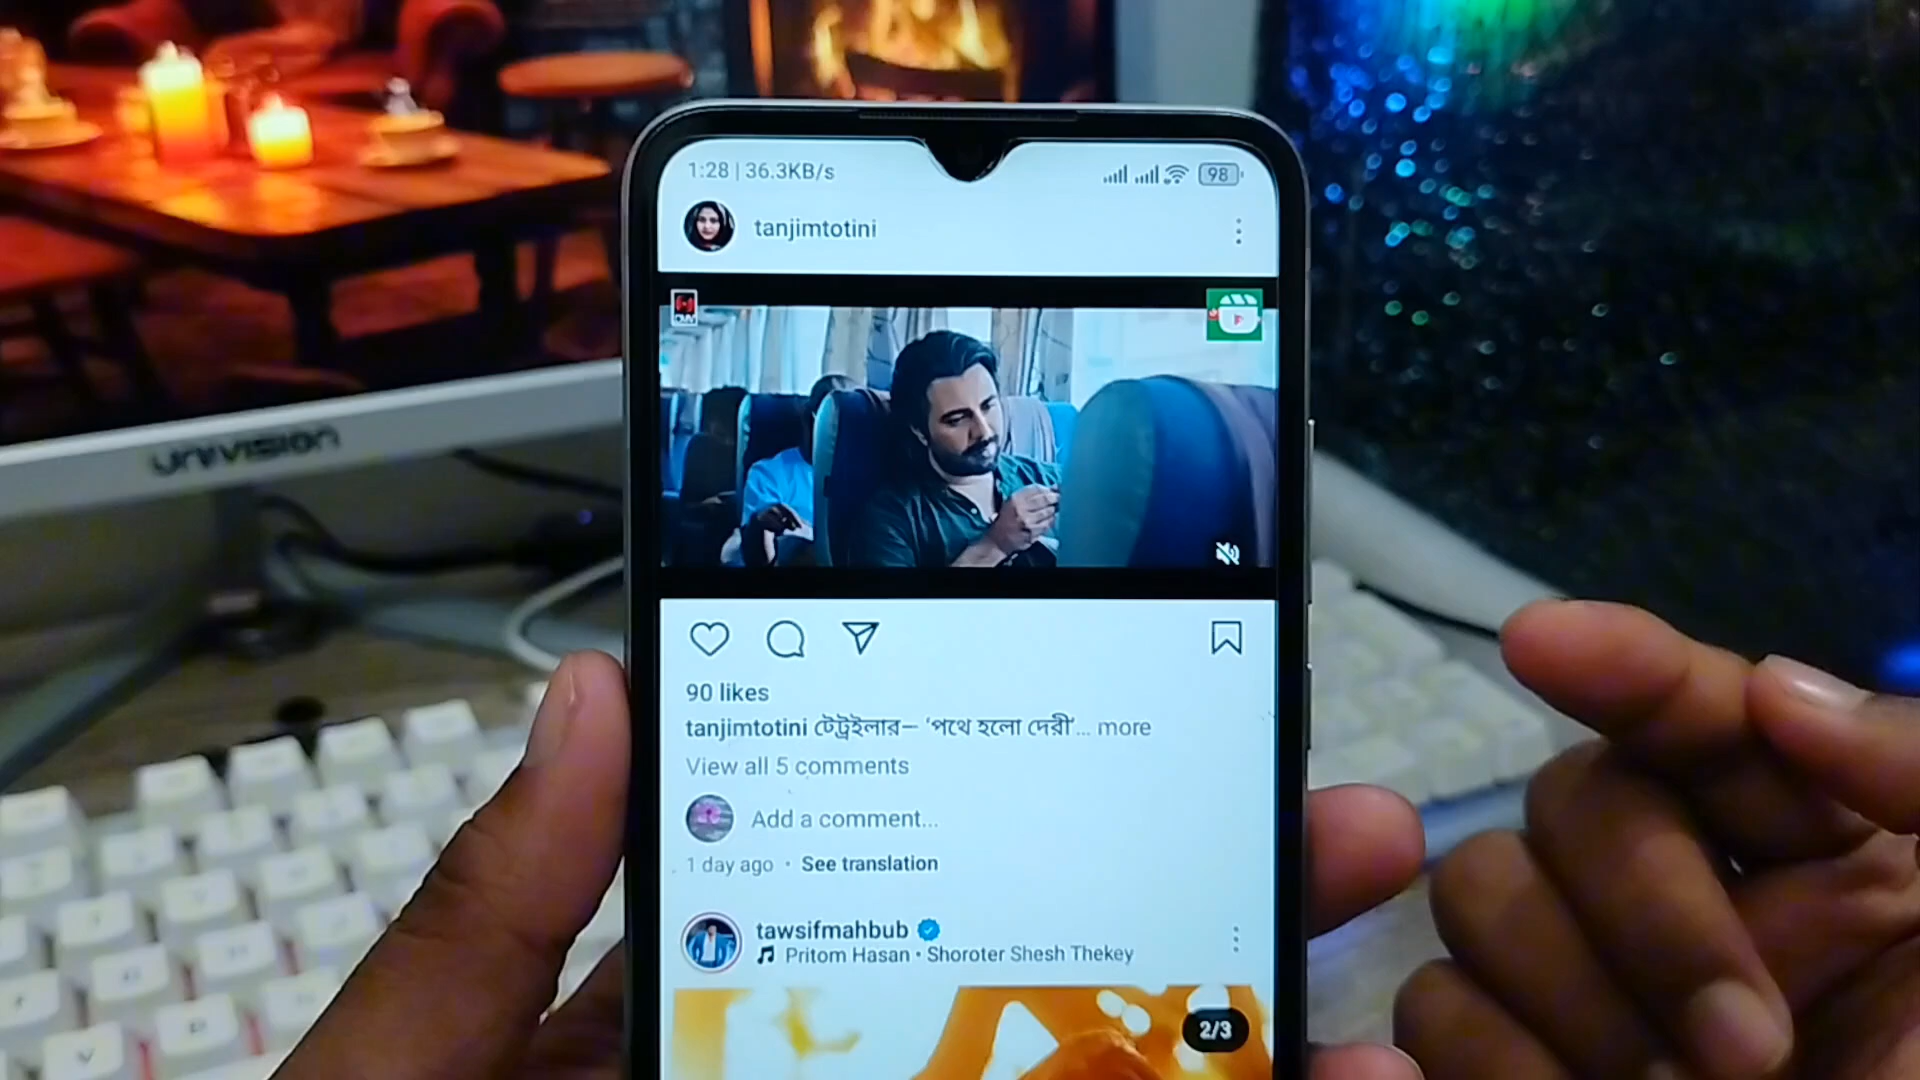 1:28 | 36.3KB/s
98
tanjimtotini
UNIVISION
90 likes
tanjimtotini টেট্রইলার– ‘পথে হলো দেরী’... more
View all 5 comments
Add a comment...
1 day ago · See translation
tawsifmahbub
Pritom Hasan • Shoroter Shesh Thekey
2/3